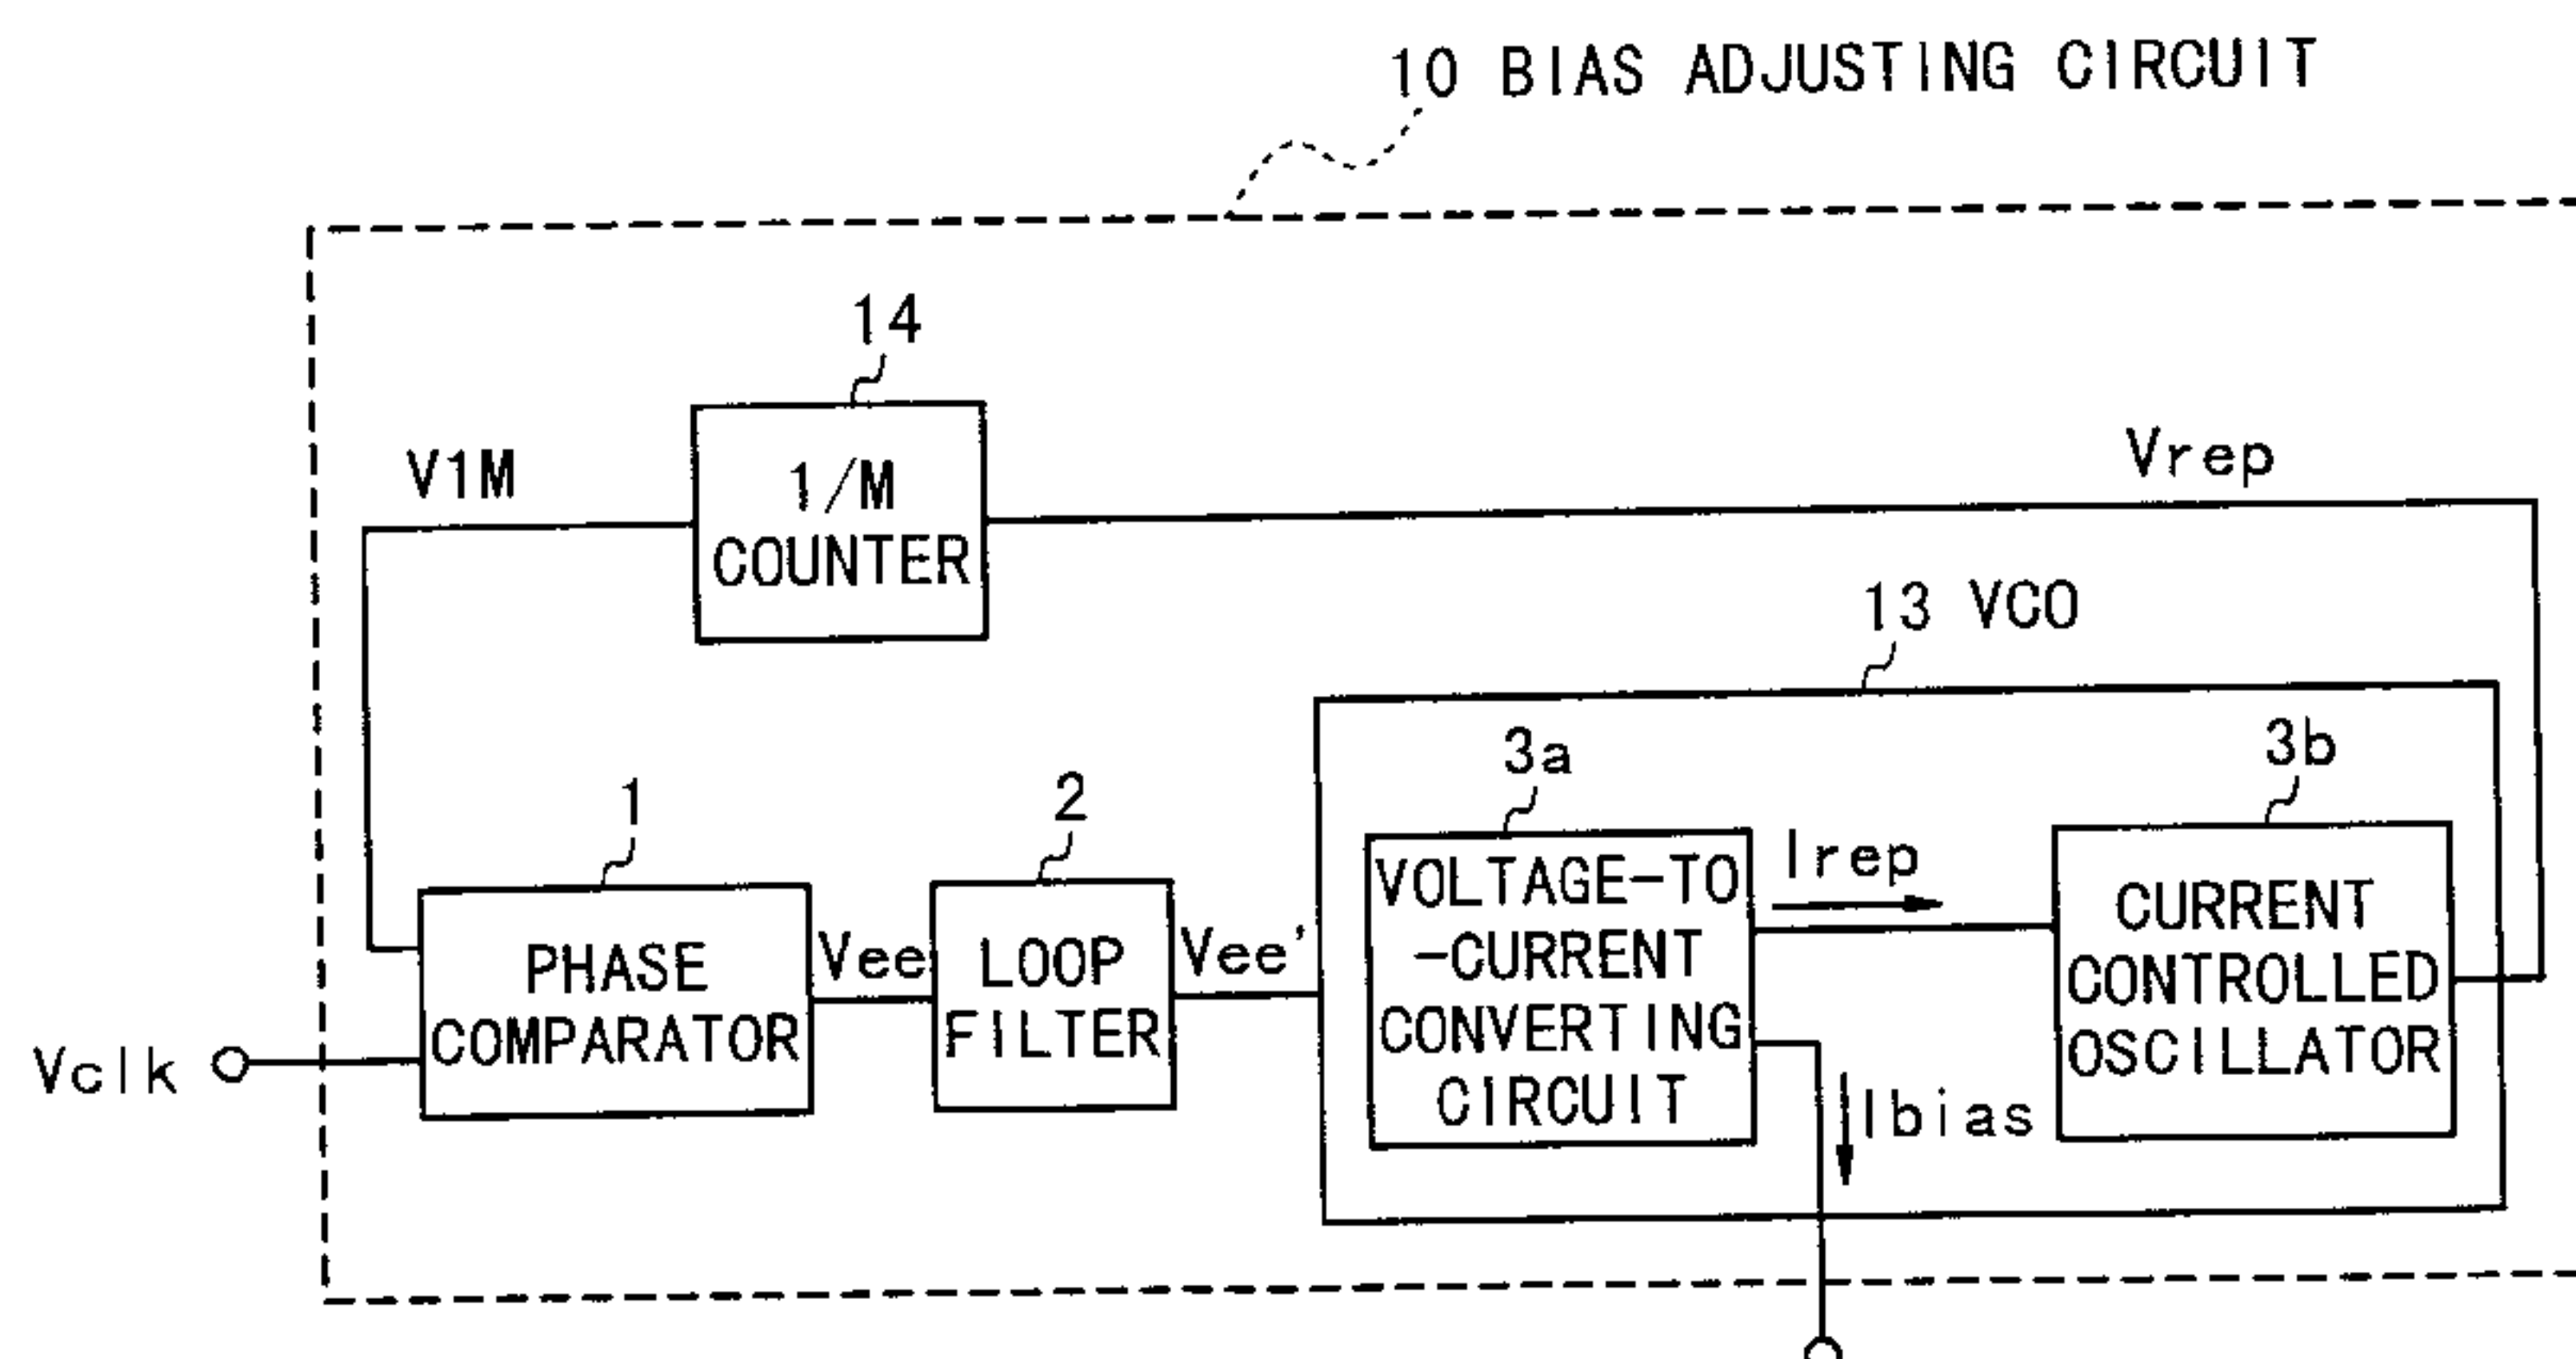 10 BIAS ADJUSTING CIRCUIT
14
V1M
1/M
COUNTER
Vrep
13 VCO
1
2
3a
3b
PHASE
COMPARATOR
Vee
LOOP
FILTER
Vee'
VOLTAGE-TO
-CURRENT
CONVERTING
CIRCUIT
Irep
CURRENT
CONTROLLED
OSCILLATOR
Vclk
Ibias